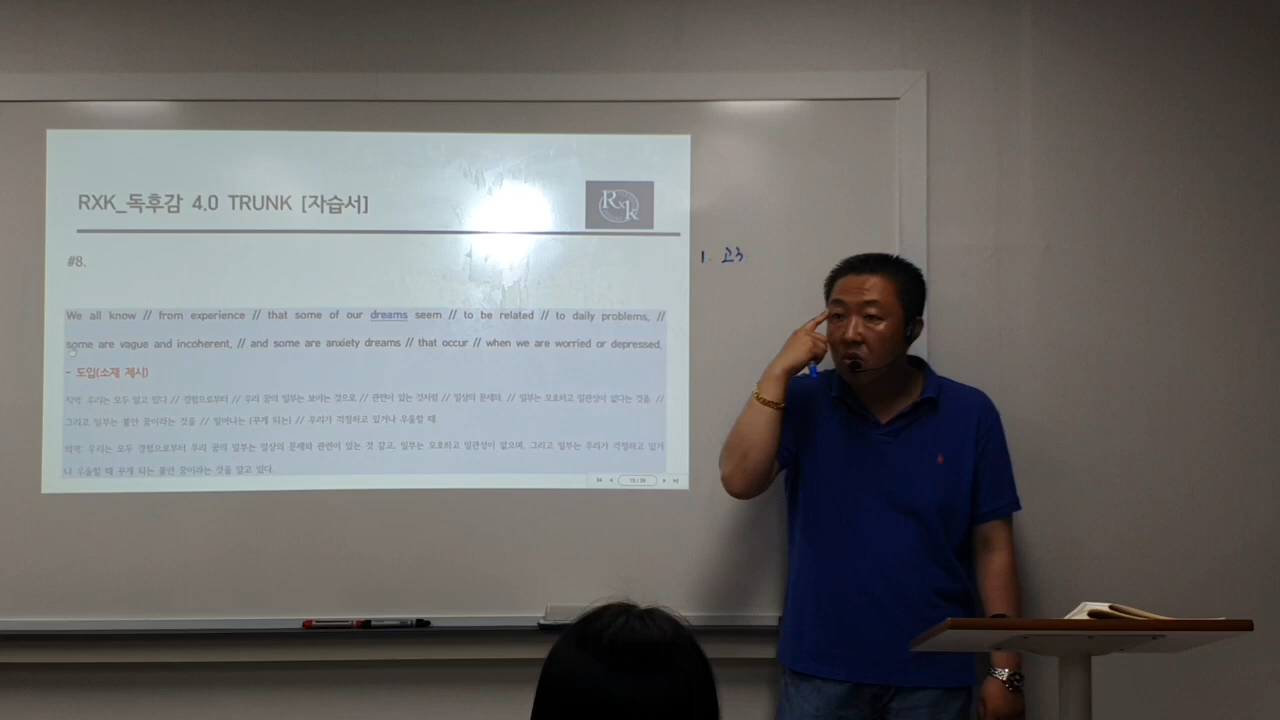 RXK_독후감 4.0 TRUNK [자습서]
Rxk
#8.
1. 고3
We all know // from experience // that some of our dreams seem // to be related // to daily problems, //
some are vague and incoherent, // and some are anxiety dreams // that occur // when we are worried or depressed.
- 도입(소재 제시)
직역: 우리는 모두 알고 있다 // 경험으로부터 // 우리 꿈의 일부는 보이는 것으로 // 관련이 있는 것처럼 // 일상의 문제와, // 일부는 모호하고 일관성이 없다는 것을, //
그리고 일부는 불안 꿈이라는 것을 // 일어나는 (꾸게 되는) // 우리가 걱정하고 있거나 우울할 때.
의역: 우리는 모두 경험으로부터 우리 꿈의 일부는 일상의 문제와 관련이 있는 것 같고, 일부는 모호하고 일관성이 없으며, 그리고 일부는 우리가 걱정하고 있거
나 우울할 때 꾸게 되는 불안 꿈이라는 것을 알고 있다.